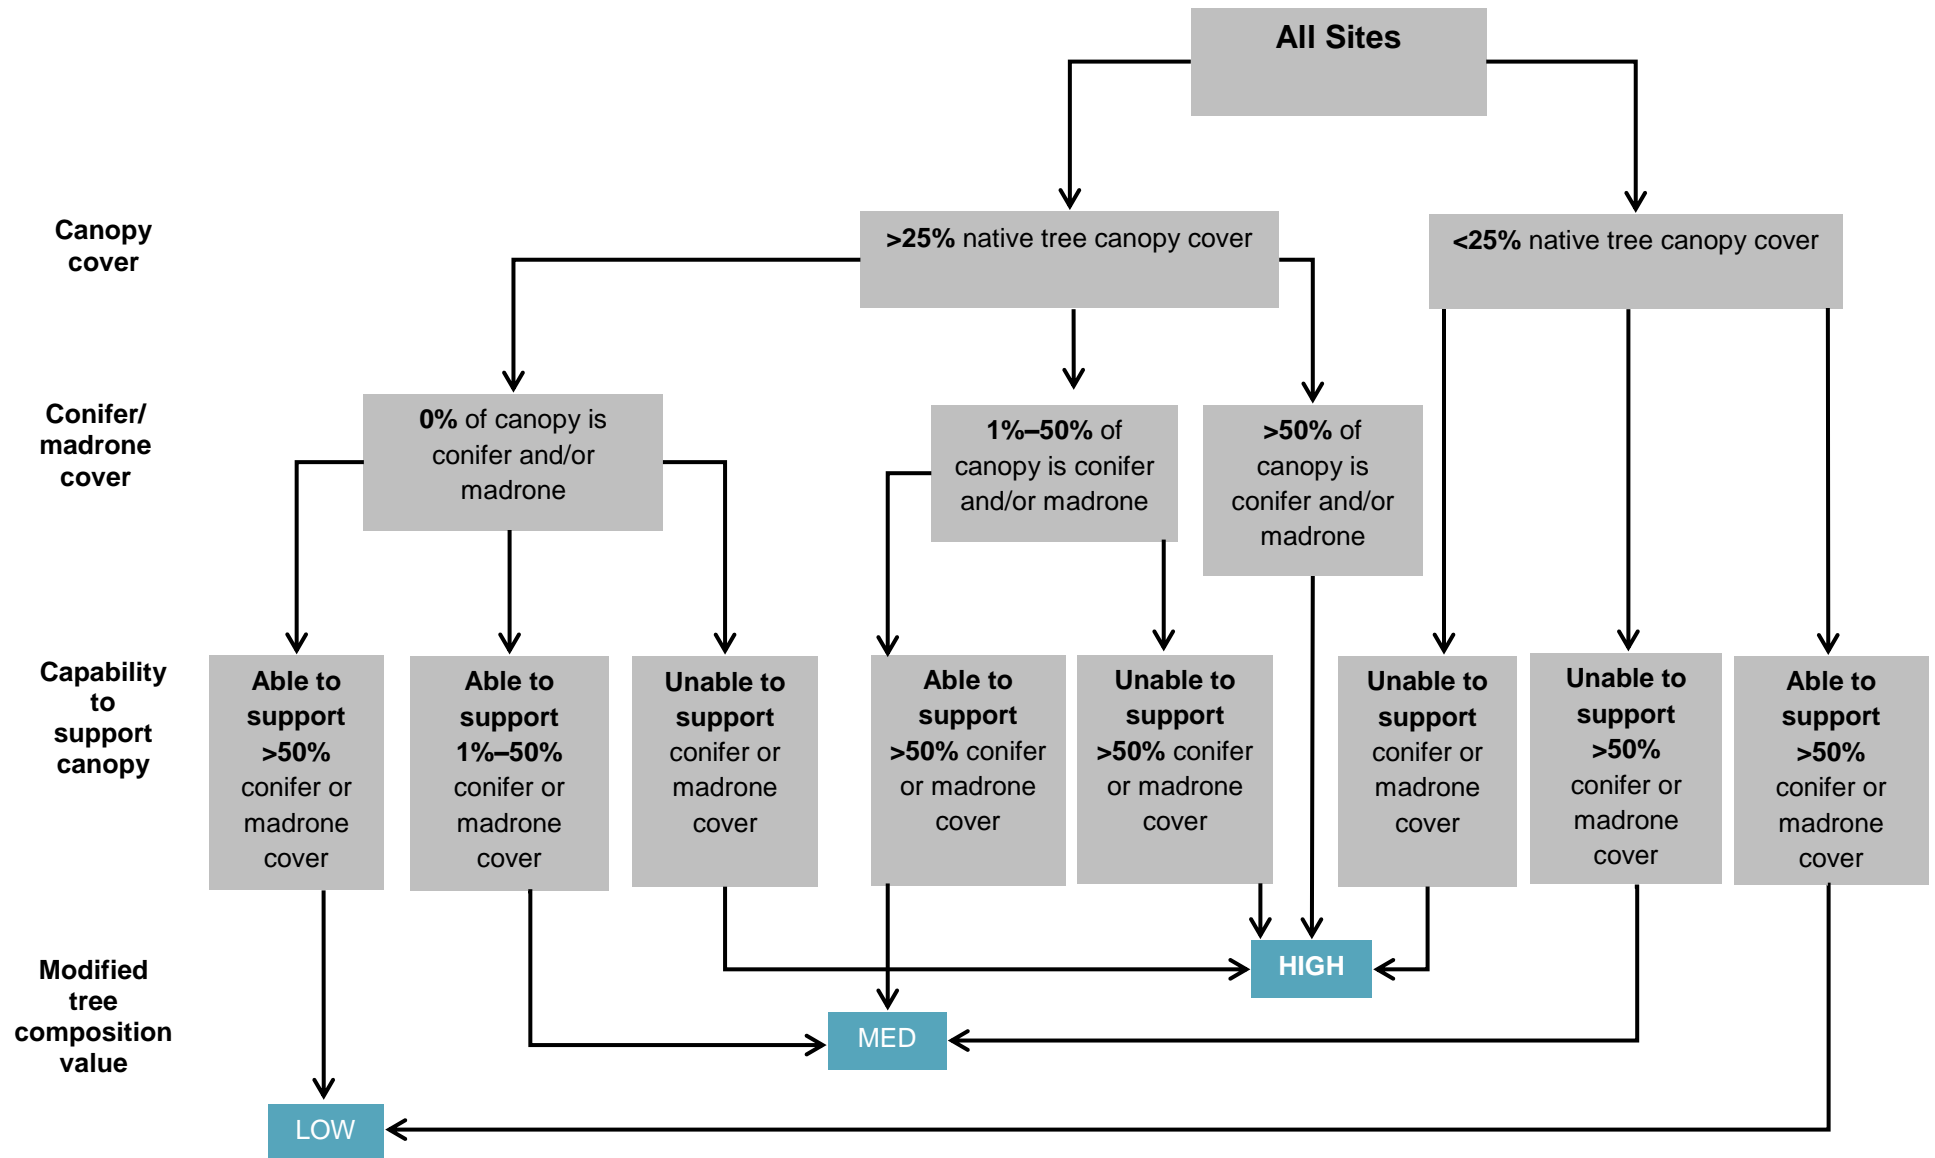 All Sites
Canopy
cover
>25% native tree canopy cover
<25% native tree canopy cover
Conifer/
madrone
cover
0% of canopy is
conifer and/or
madrone
1%–50% of
canopy is conifer
and/or madrone
>50% of
canopy is
conifer and/or
madrone
Capability
to
support
canopy
Able to
support
>50%
conifer or
madrone
cover
Able to
support
1%–50%
conifer or
madrone
cover
Unable to
support
conifer or
madrone
cover
Able to
support
>50% conifer
or madrone
cover
Unable to
support
>50% conifer
or madrone
cover
Unable to
support
conifer or
madrone
cover
Unable to
support
>50%
conifer or
madrone
cover
Able to
support
>50%
conifer or
madrone
cover
Modified
tree
composition
value
HIGH
MED
LOW